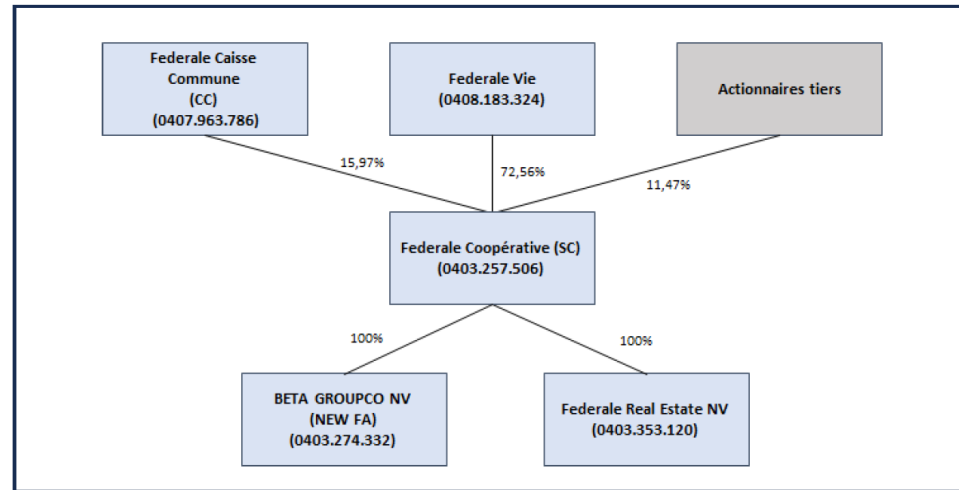 Federale Caisse
Commune
(CC)
(0407.963.786)
Federale Vie
(0408.183.324)
Actionnaires tiers
15,97%
72,56%
11,47%
Federale Coopérative (SC)
(0403.257.506)
100%
100%
BETA GROUPCO NV
(NEW FA)
(0403.274.332)
Federale Real Estate NV
(0403.353.120)